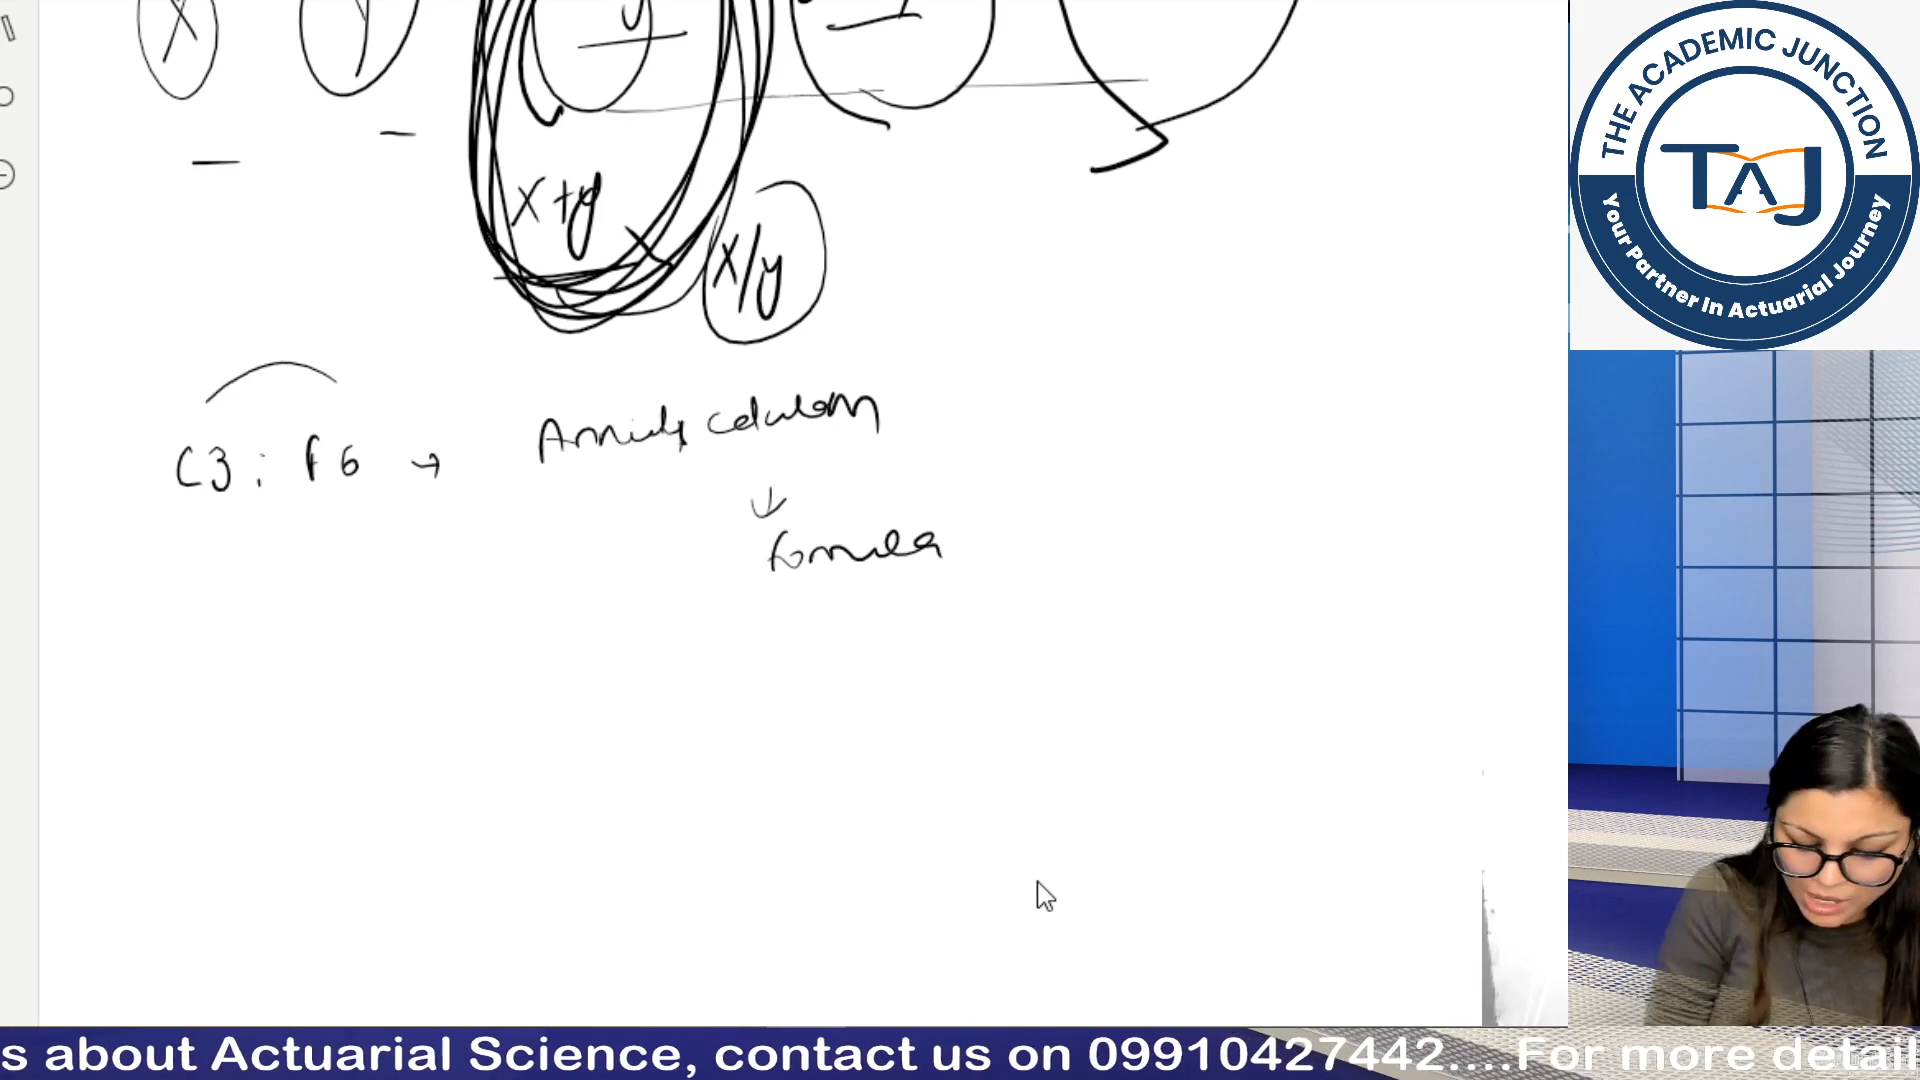 X y y
X+y
X/y
C3 : F6 → Annuity calculation
↓
formula
THE ACADEMIC JUNCTION
TAJ
Your Partner In Actuarial Journey
s about Actuarial Science, contact us on 09910427442....For more detail